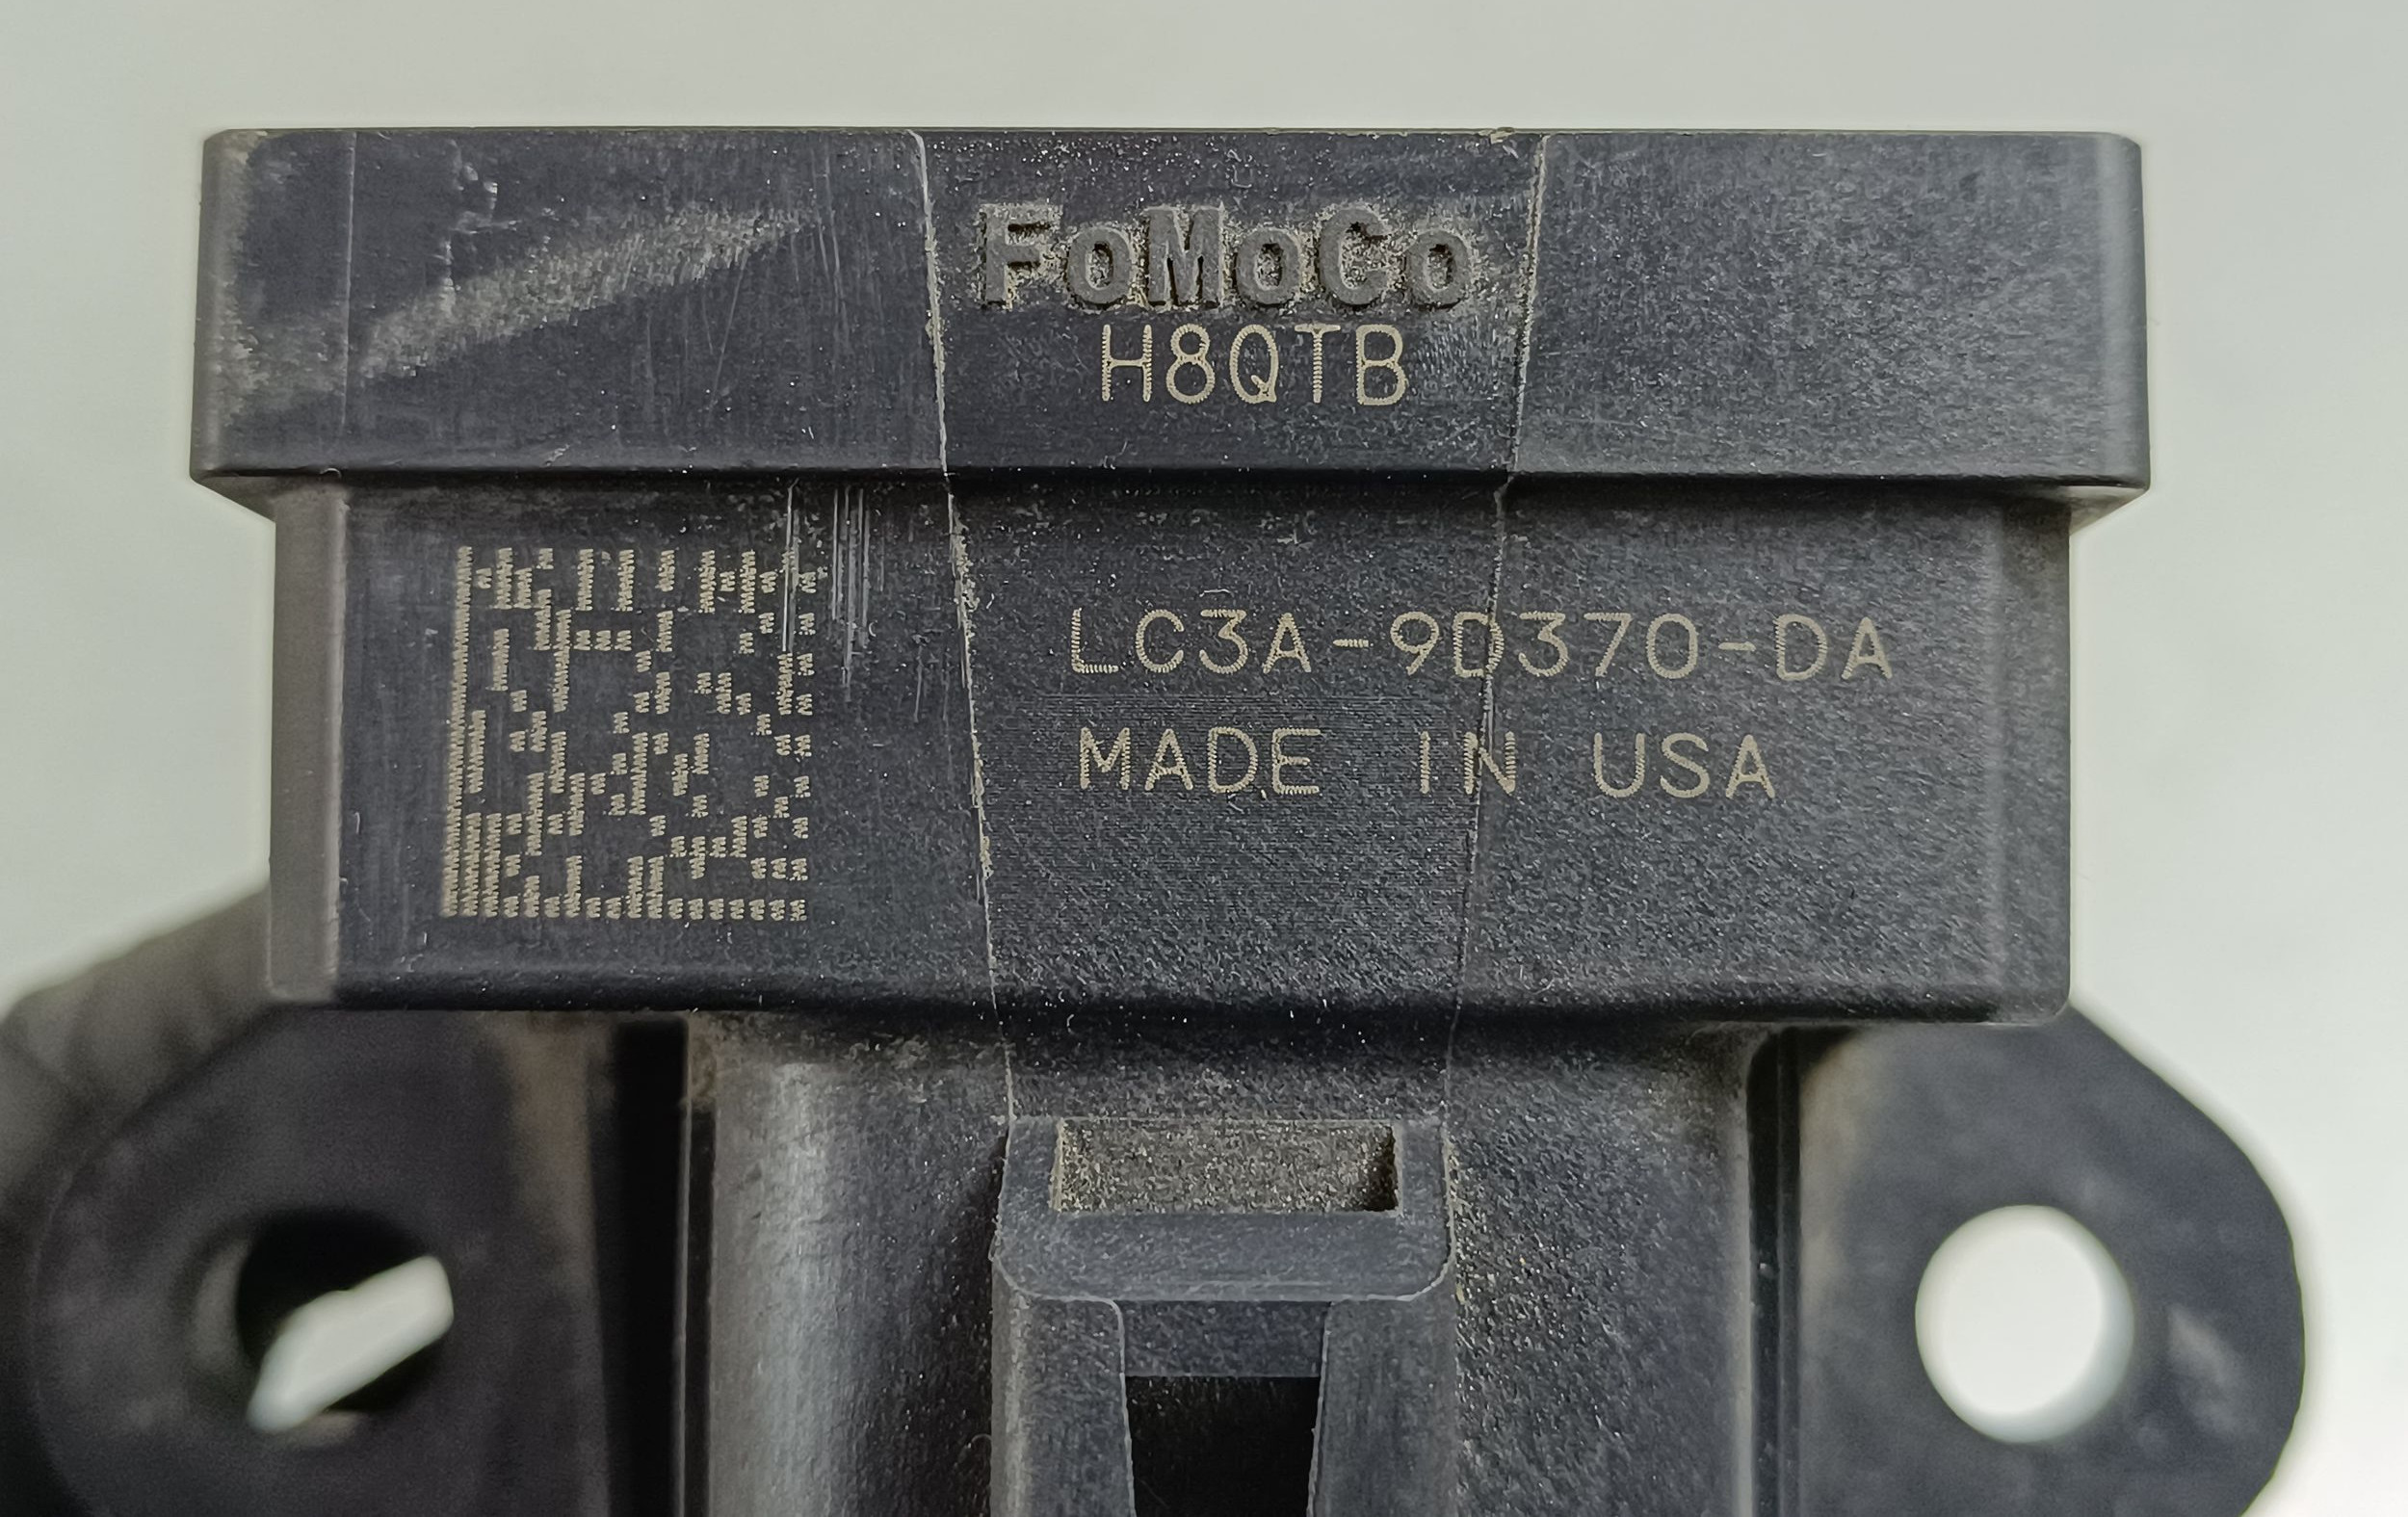 FoMoCo
H8QTB
LC3A-9D370-DA
MADE IN USA